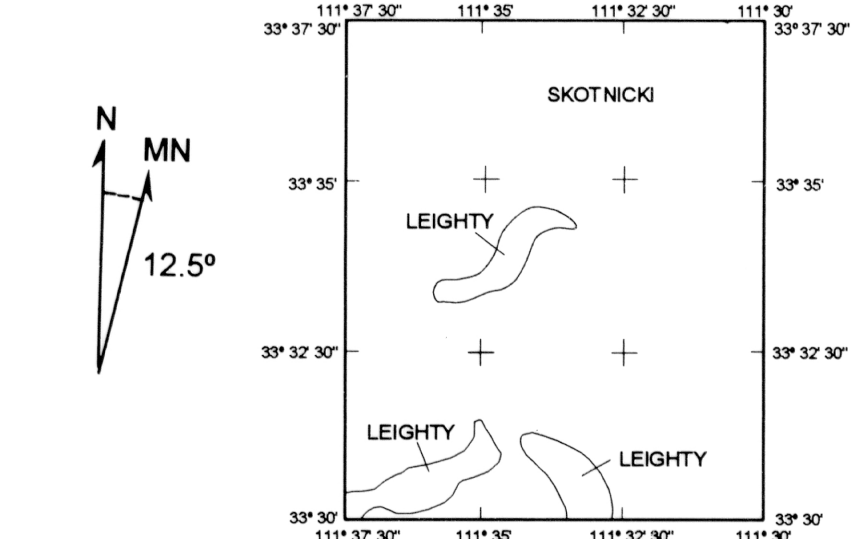 111° 37' 30" 111° 35' 111° 32' 30" 111° 30'
33° 37' 30" 33° 37' 30"
SKOTNICKI
N
MN
33° 35' 33° 35'
LEIGHTY
12.5°
33° 32' 30" 33° 32' 30"
LEIGHTY
LEIGHTY
33° 30' 33° 30'
111° 37' 30" 111° 35' 111° 32' 30" 111° 30"